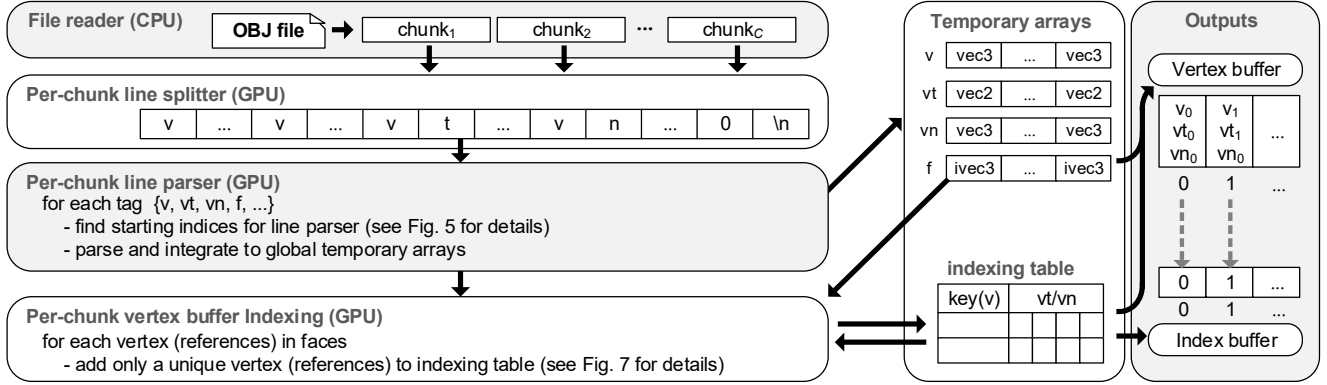 File reader (CPU)
OBJ file
chunk₁
chunk₂
...
chunk_C
Per-chunk line splitter (GPU)
v ... v ... v t ... v n ... 0 \n
Per-chunk line parser (GPU)
for each tag {v, vt, vn, f, ...}
- find starting indices for line parser (see Fig. 5 for details)
- parse and integrate to global temporary arrays
Per-chunk vertex buffer Indexing (GPU)
for each vertex (references) in faces
- add only a unique vertex (references) to indexing table (see Fig. 7 for details)
Temporary arrays
v vec3 ... vec3
vt vec2 ... vec2
vn vec3 ... vec3
f ivec3 ... ivec3
indexing table
key(v) vt/vn
Outputs
Vertex buffer
v₀ v₁
vt₀ vt₁ ...
vn₀ vn₀
0 1 ...
0 1 ...
0 1 ...
Index buffer